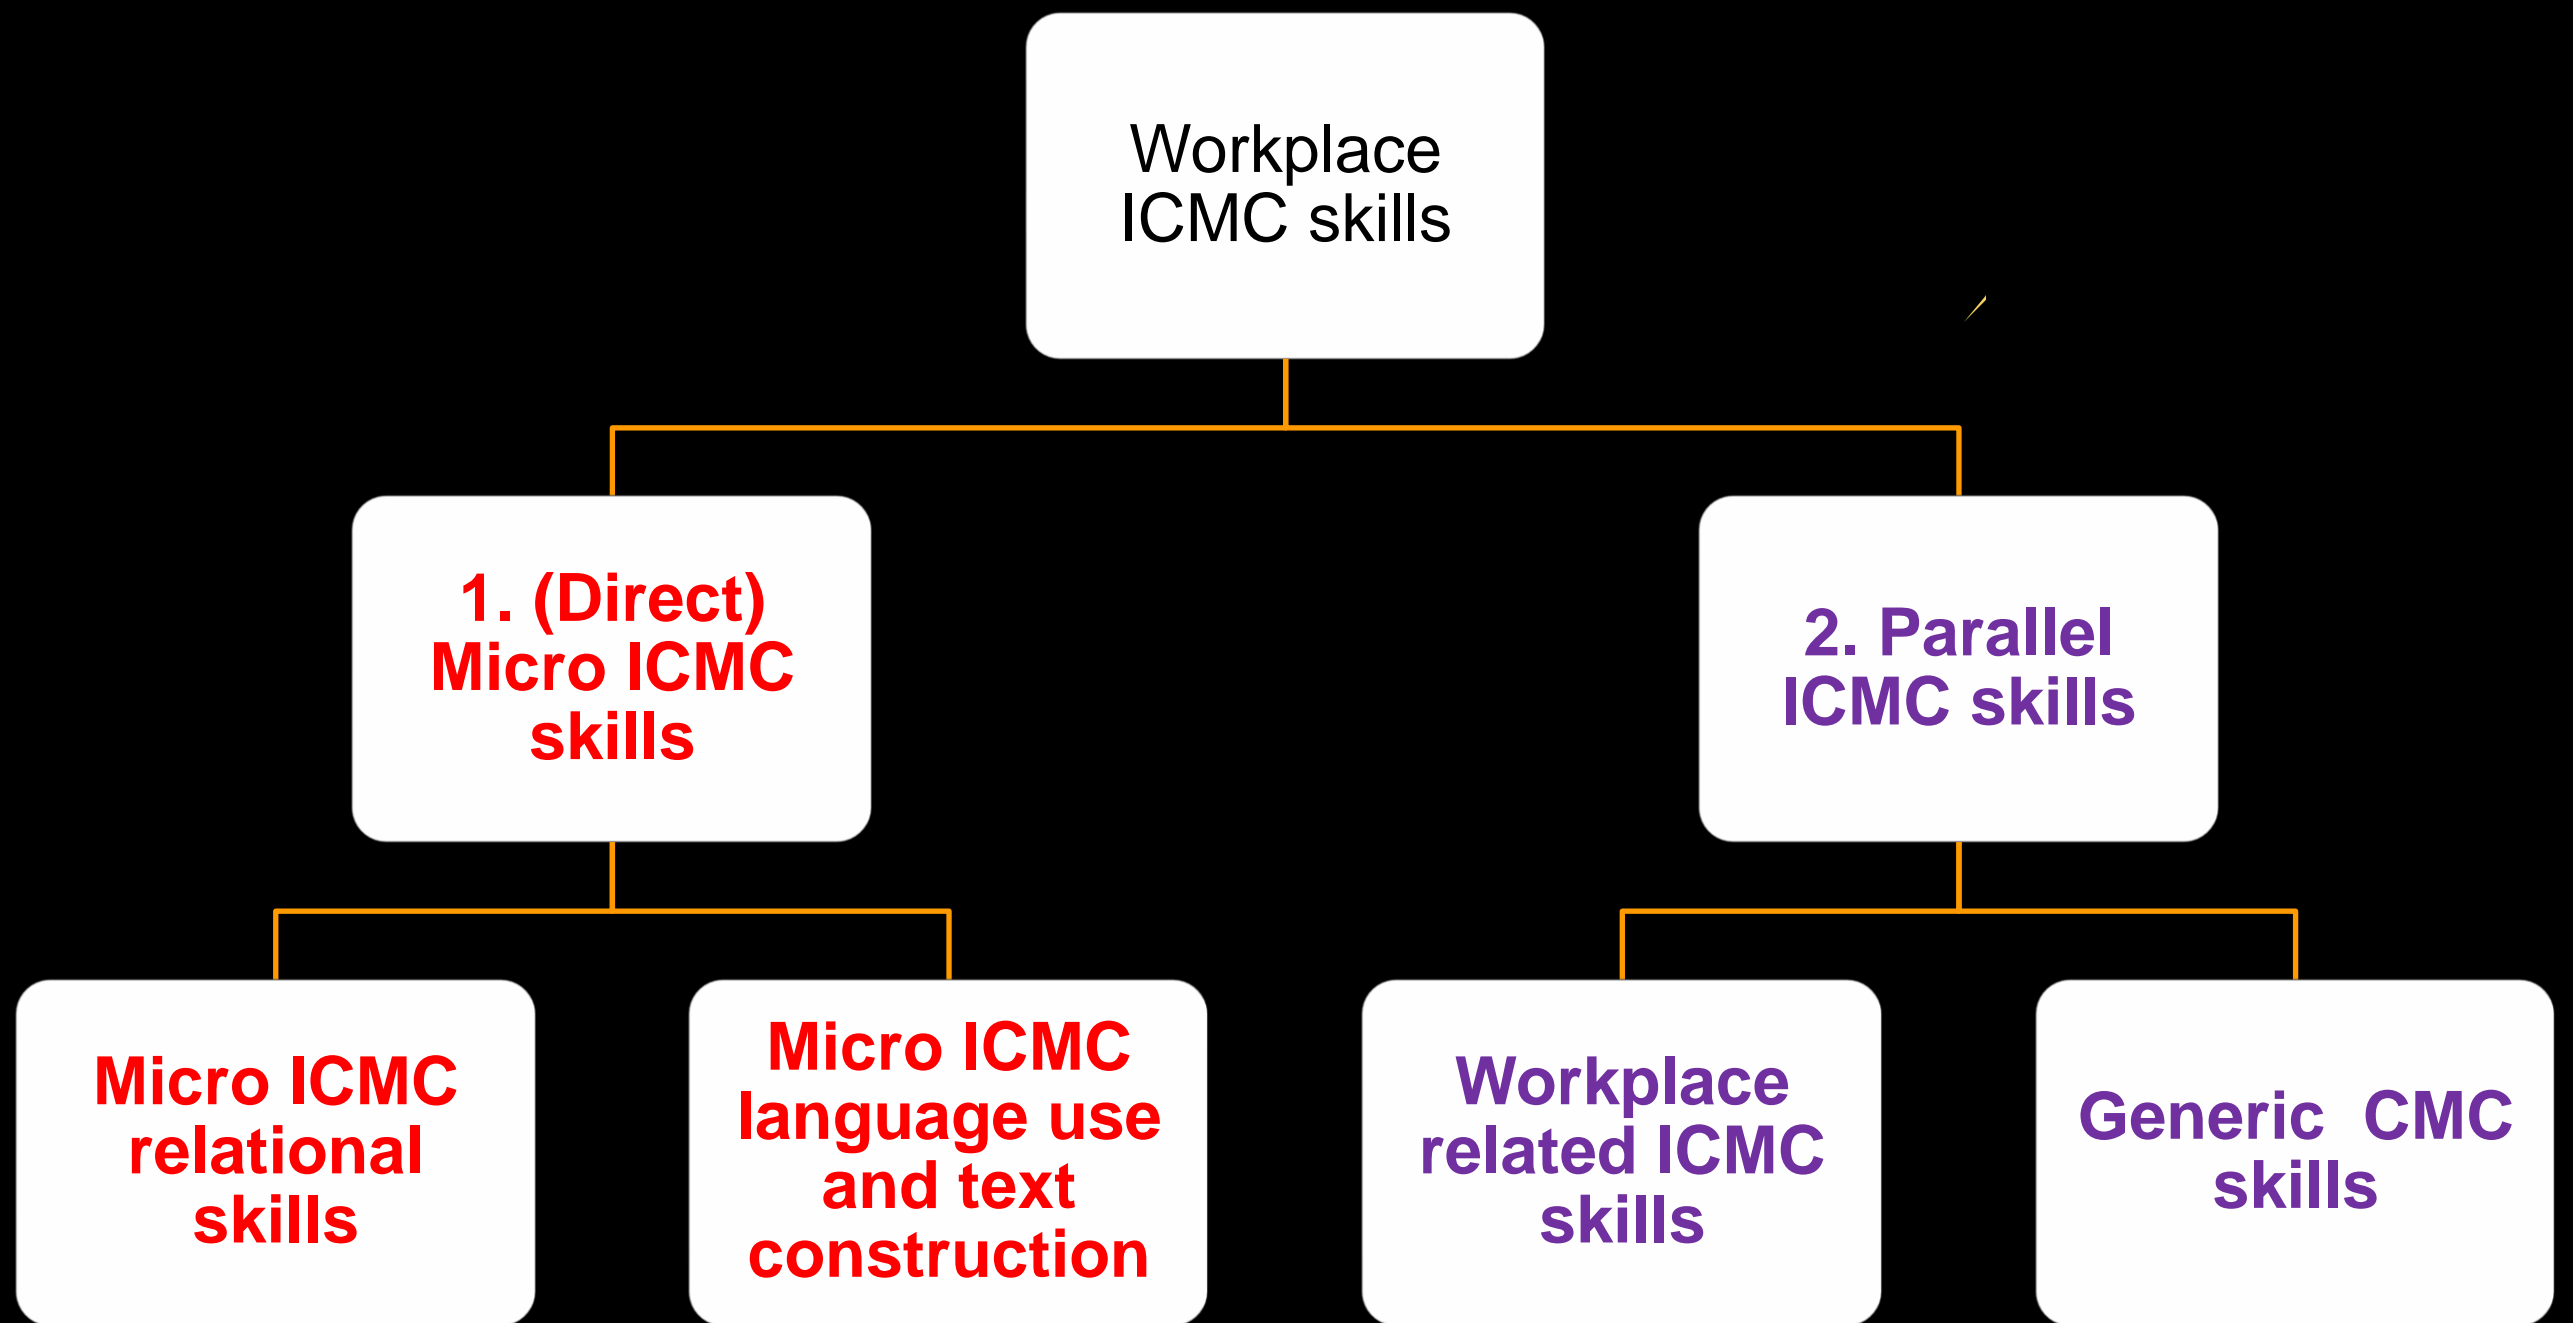 Workplace
ICMC skills
1. (Direct)
Micro ICMC
skills
2. Parallel
ICMC skills
Micro ICMC
relational
skills
Micro ICMC
language use
and text
construction
Workplace
related ICMC
skills
Generic  CMC
skills